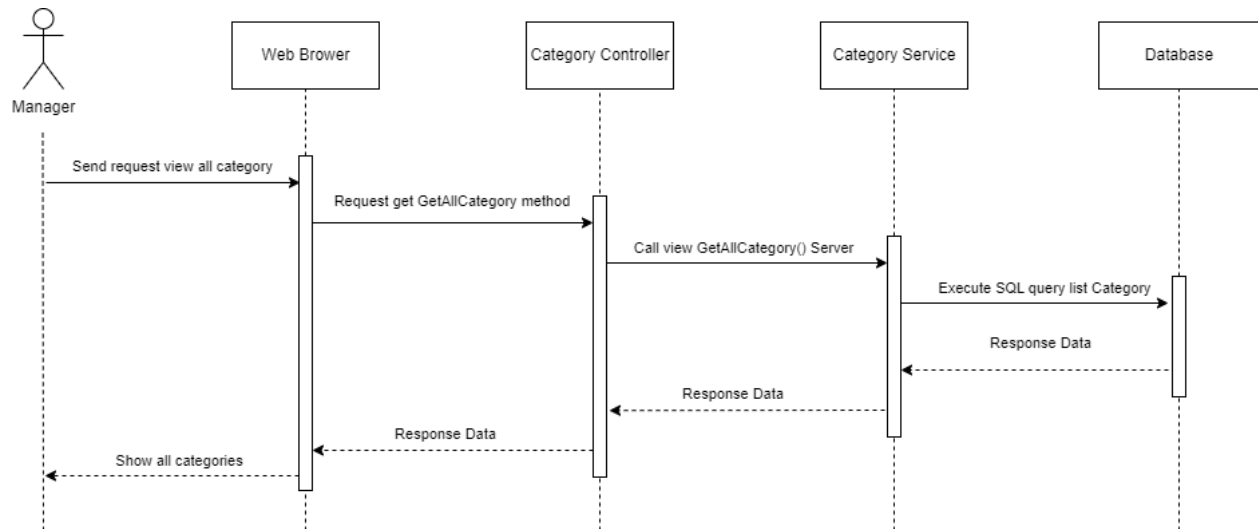 Web Brower
Category Controller
Category Service
Database
Manager
Send request view all category
Request get GetAllCategory method
Call view GetAllCategory() Server
Execute SQL query list Category
Response Data
Response Data
Response Data
Show all categories